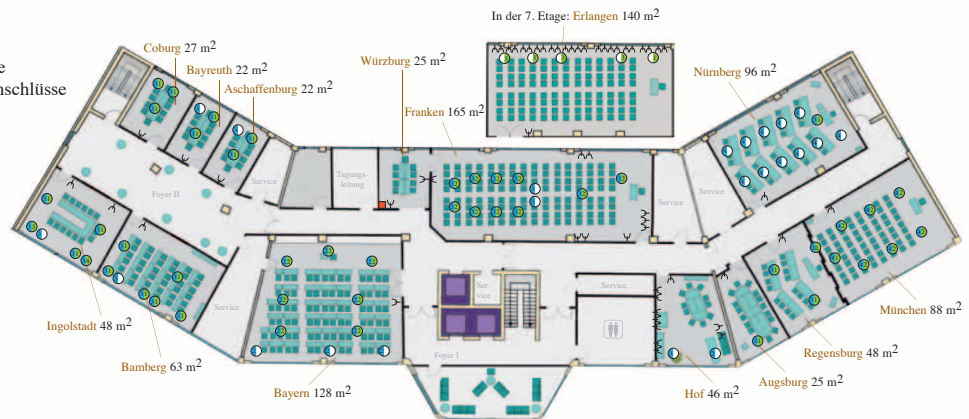 In der 7. Etage: Erlangen 140 m²
Coburg 27 m²
Bayreuth 22 m²
Aschaffenburg 22 m²
Würzburg 25 m²
Franken 165 m²
Nürnberg 96 m²
nschlüsse
Service
Tagungs-
leitung
Service
Service
Foyer II
Service
Ser-
vice
Service
Foyer I
Ingolstadt 48 m²
Bamberg 63 m²
Bayern 128 m²
Hof 46 m²
Augsburg 25 m²
Regensburg 48 m²
München 88 m²